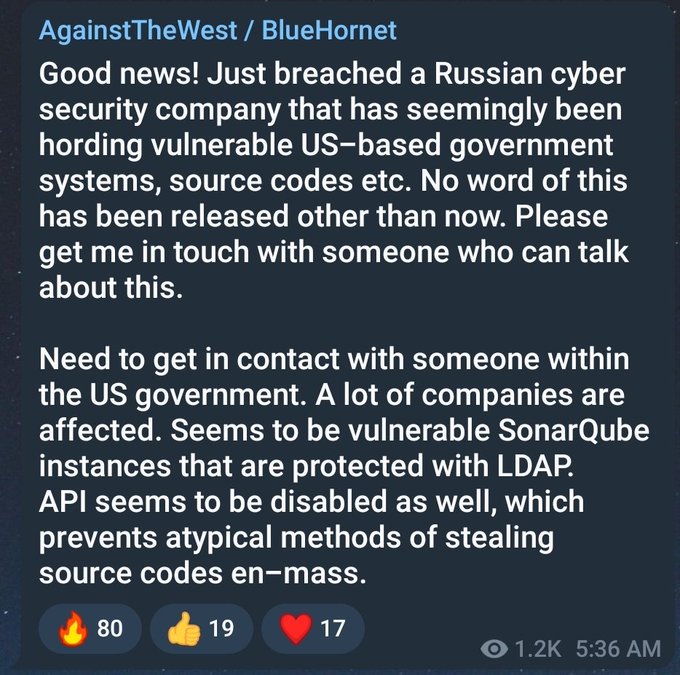 AgainstTheWest / BlueHornet
Good news! Just breached a Russian cyber
security company that has seemingly been
hording vulnerable US-based government
systems, source codes etc. No word of this
has been released other than now. Please
get me in touch with someone who can talk
about this.
Need to get in contact with someone within
the US government. A lot of companies are
affected. Seems to be vulnerable SonarQube
instances that are protected with LDAP.
API seems to be disabled as well, which
prevents atypical methods of stealing
source codes en-mass.
🔥 80 👍 19 ❤️ 17
1.2K 5:36 AM